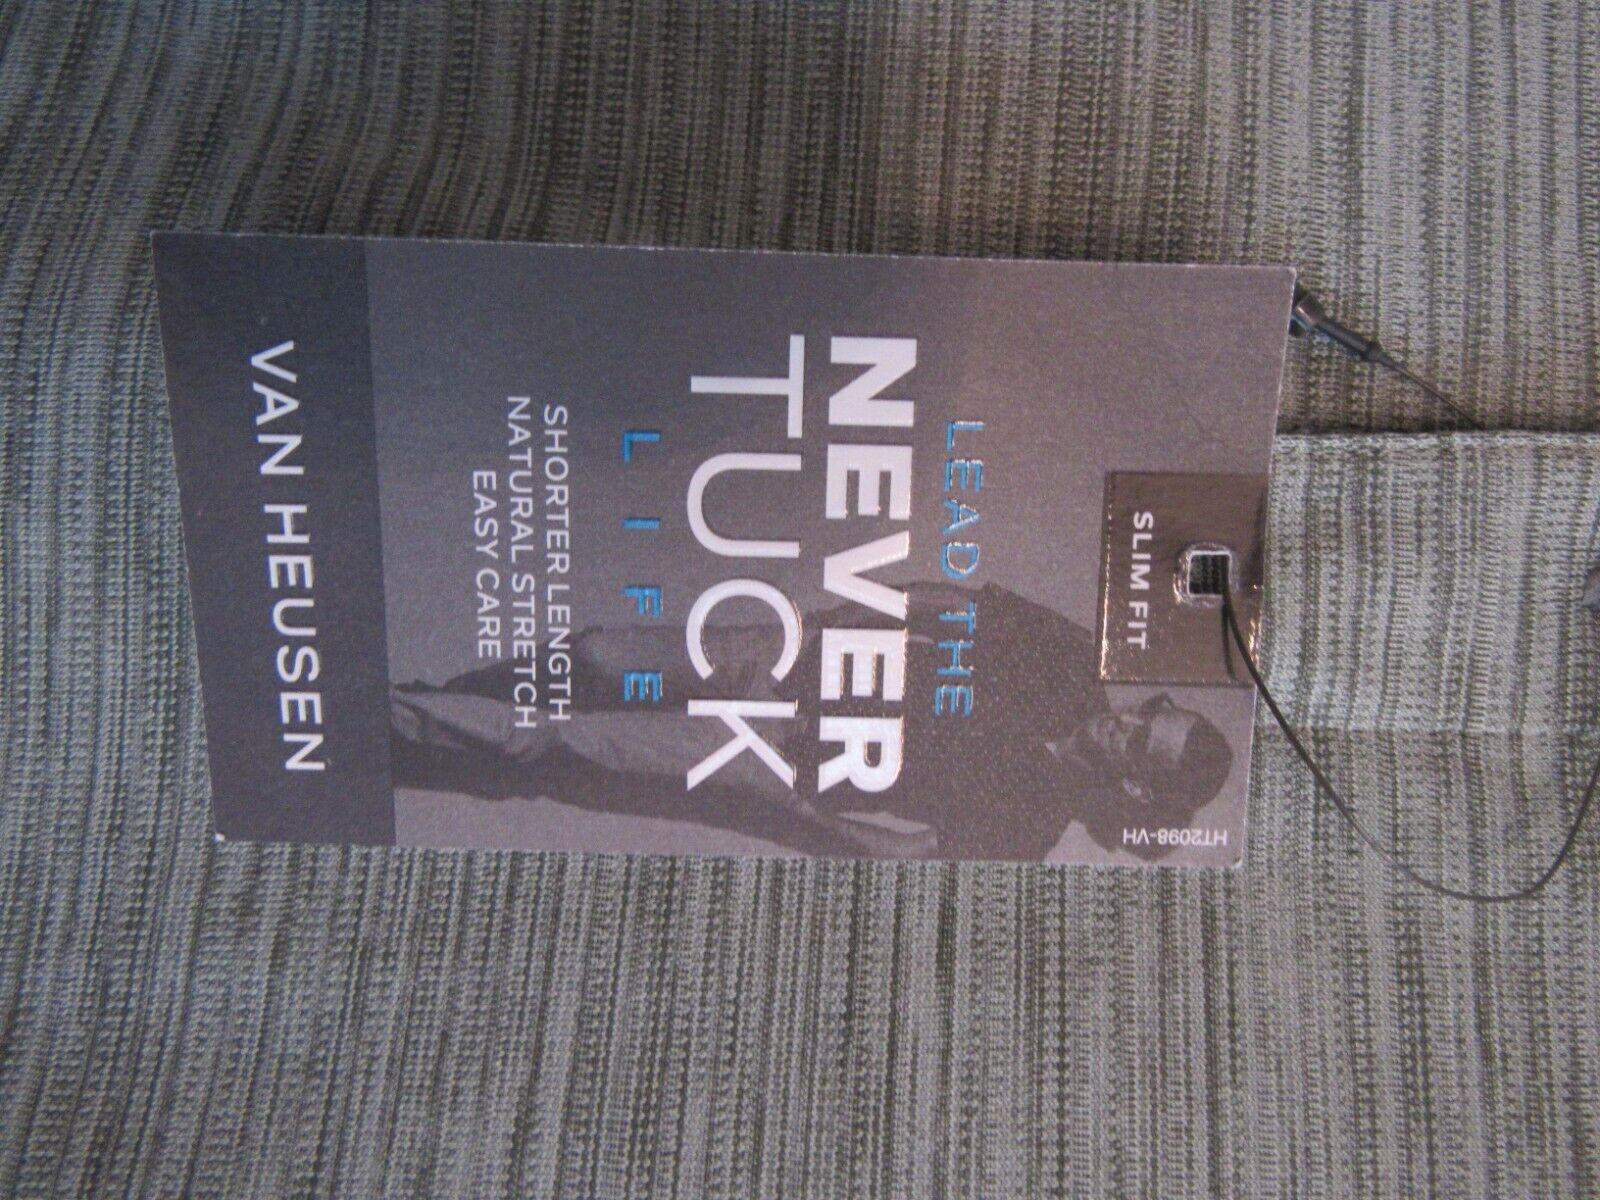 SLIM FIT
LEAD THE
NEVER
TUCK
LIFE
SHORTER LENGTH
NATURAL STRETCH
EASY CARE
VAN HEUSEN
HT2098-VH